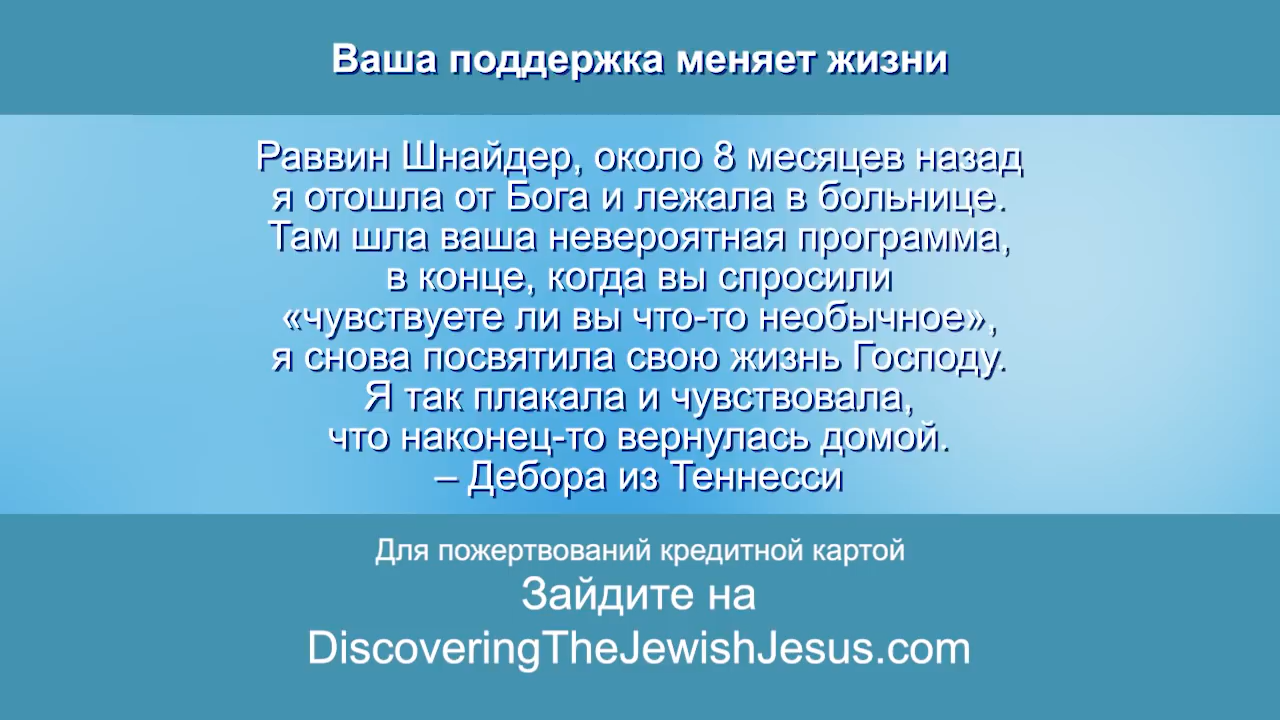 Ваша поддержка меняет жизни
Раввин Шнайдер, около 8 месяцев назад
я отошла от Бога и лежала в больнице.
Там шла ваша невероятная программа,
в конце, когда вы спросили
«чувствуете ли вы что-то необычное»,
я снова посвятила свою жизнь Господу.
Я так плакала и чувствовала,
что наконец-то вернулась домой.
– Дебора из Теннесси
Для пожертвований кредитной картой
Зайдите на
DiscoveringTheJewishJesus.com